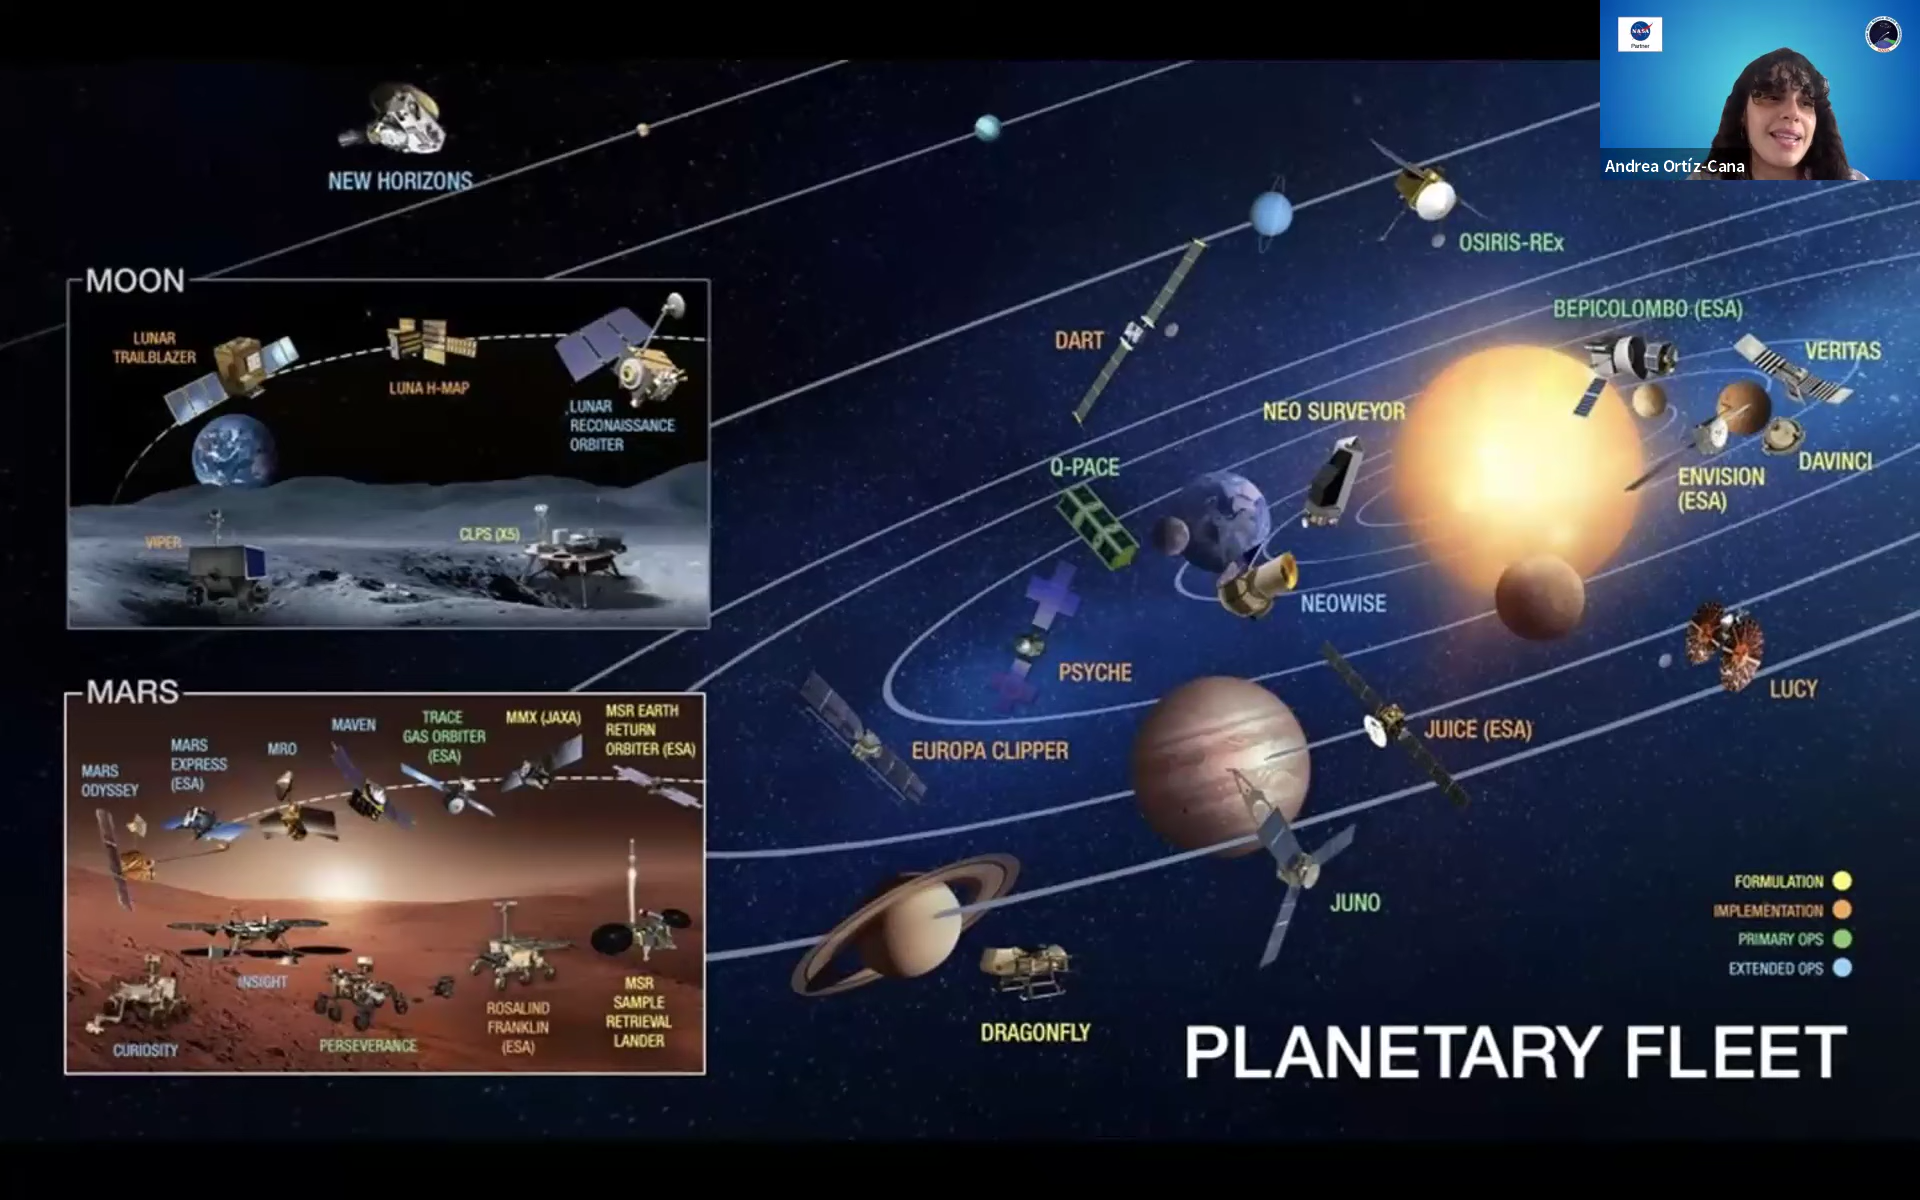 NASA
Partner
Andrea Ortíz-Cana
NEW HORIZONS
OSIRIS-REx
MOON
LUNAR
TRAILBLAZER
LUNA H-MAP
LUNAR
RECONAISSANCE
ORBITER
VIPER
CLPS (X5)
DART
BEPICOLOMBO (ESA)
VERITAS
NEO SURVEYOR
Q-PACE
DAVINCI
ENVISION
(ESA)
NEOWISE
PSYCHE
LUCY
EUROPA CLIPPER
JUICE (ESA)
MARS
MARS
ODYSSEY
MARS
EXPRESS
(ESA)
MRO
MAVEN
TRACE
GAS ORBITER
(ESA)
MMX (JAXA)
MSR EARTH
RETURN
ORBITER (ESA)
INSIGHT
CURIOSITY
PERSEVERANCE
ROSALIND
FRANKLIN
(ESA)
MSR
SAMPLE
RETRIEVAL
LANDER
JUNO
DRAGONFLY
FORMULATION
IMPLEMENTATION
PRIMARY OPS
EXTENDED OPS
PLANETARY FLEET